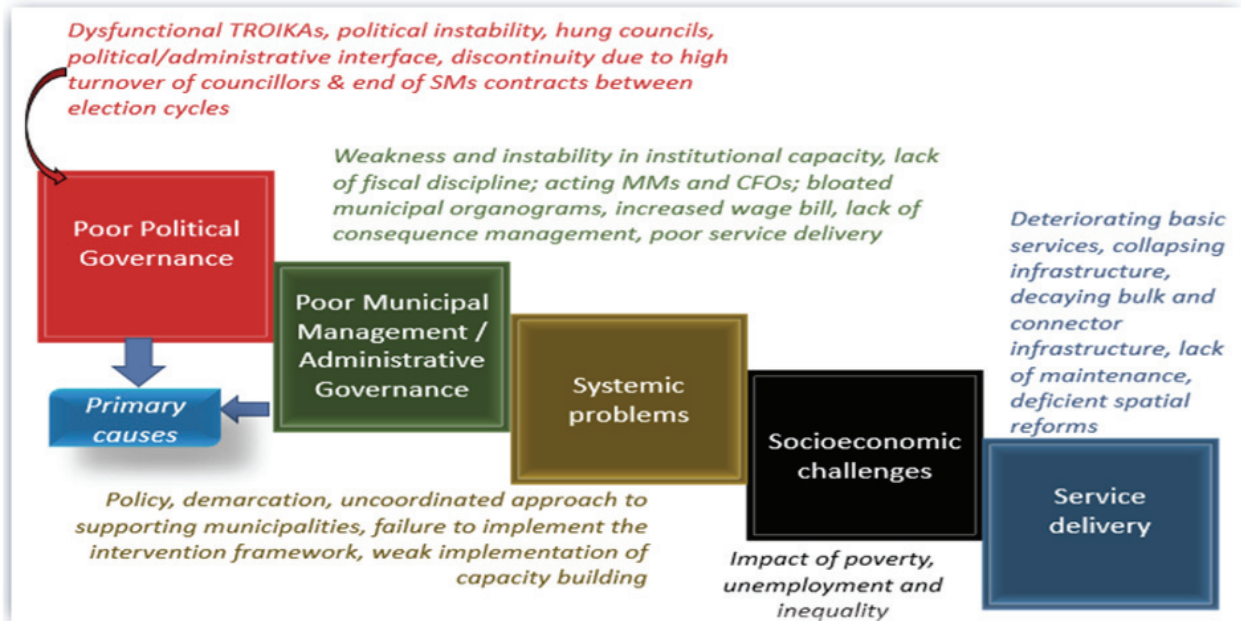 Dysfunctional TROIKAs, political instability, hung councils,
political/administrative interface, discontinuity due to high
turnover of councillors & end of SMs contracts between
election cycles
Poor Political
Governance
Weakness and instability in institutional capacity, lack
of fiscal discipline; acting MMs and CFOs; bloated
municipal organograms, increased wage bill, lack of
consequence management, poor service delivery
Poor Municipal
Management /
Administrative
Governance
Primary
causes
Systemic
problems
Policy, demarcation, uncoordinated approach to
supporting municipalities, failure to implement the
intervention framework, weak implementation of
capacity building
Socioeconomic
challenges
Impact of poverty,
unemployment and
inequality
Deteriorating basic
services, collapsing
infrastructure,
decaying bulk and
connector
infrastructure, lack
of maintenance,
deficient spatial
reforms
Service
delivery